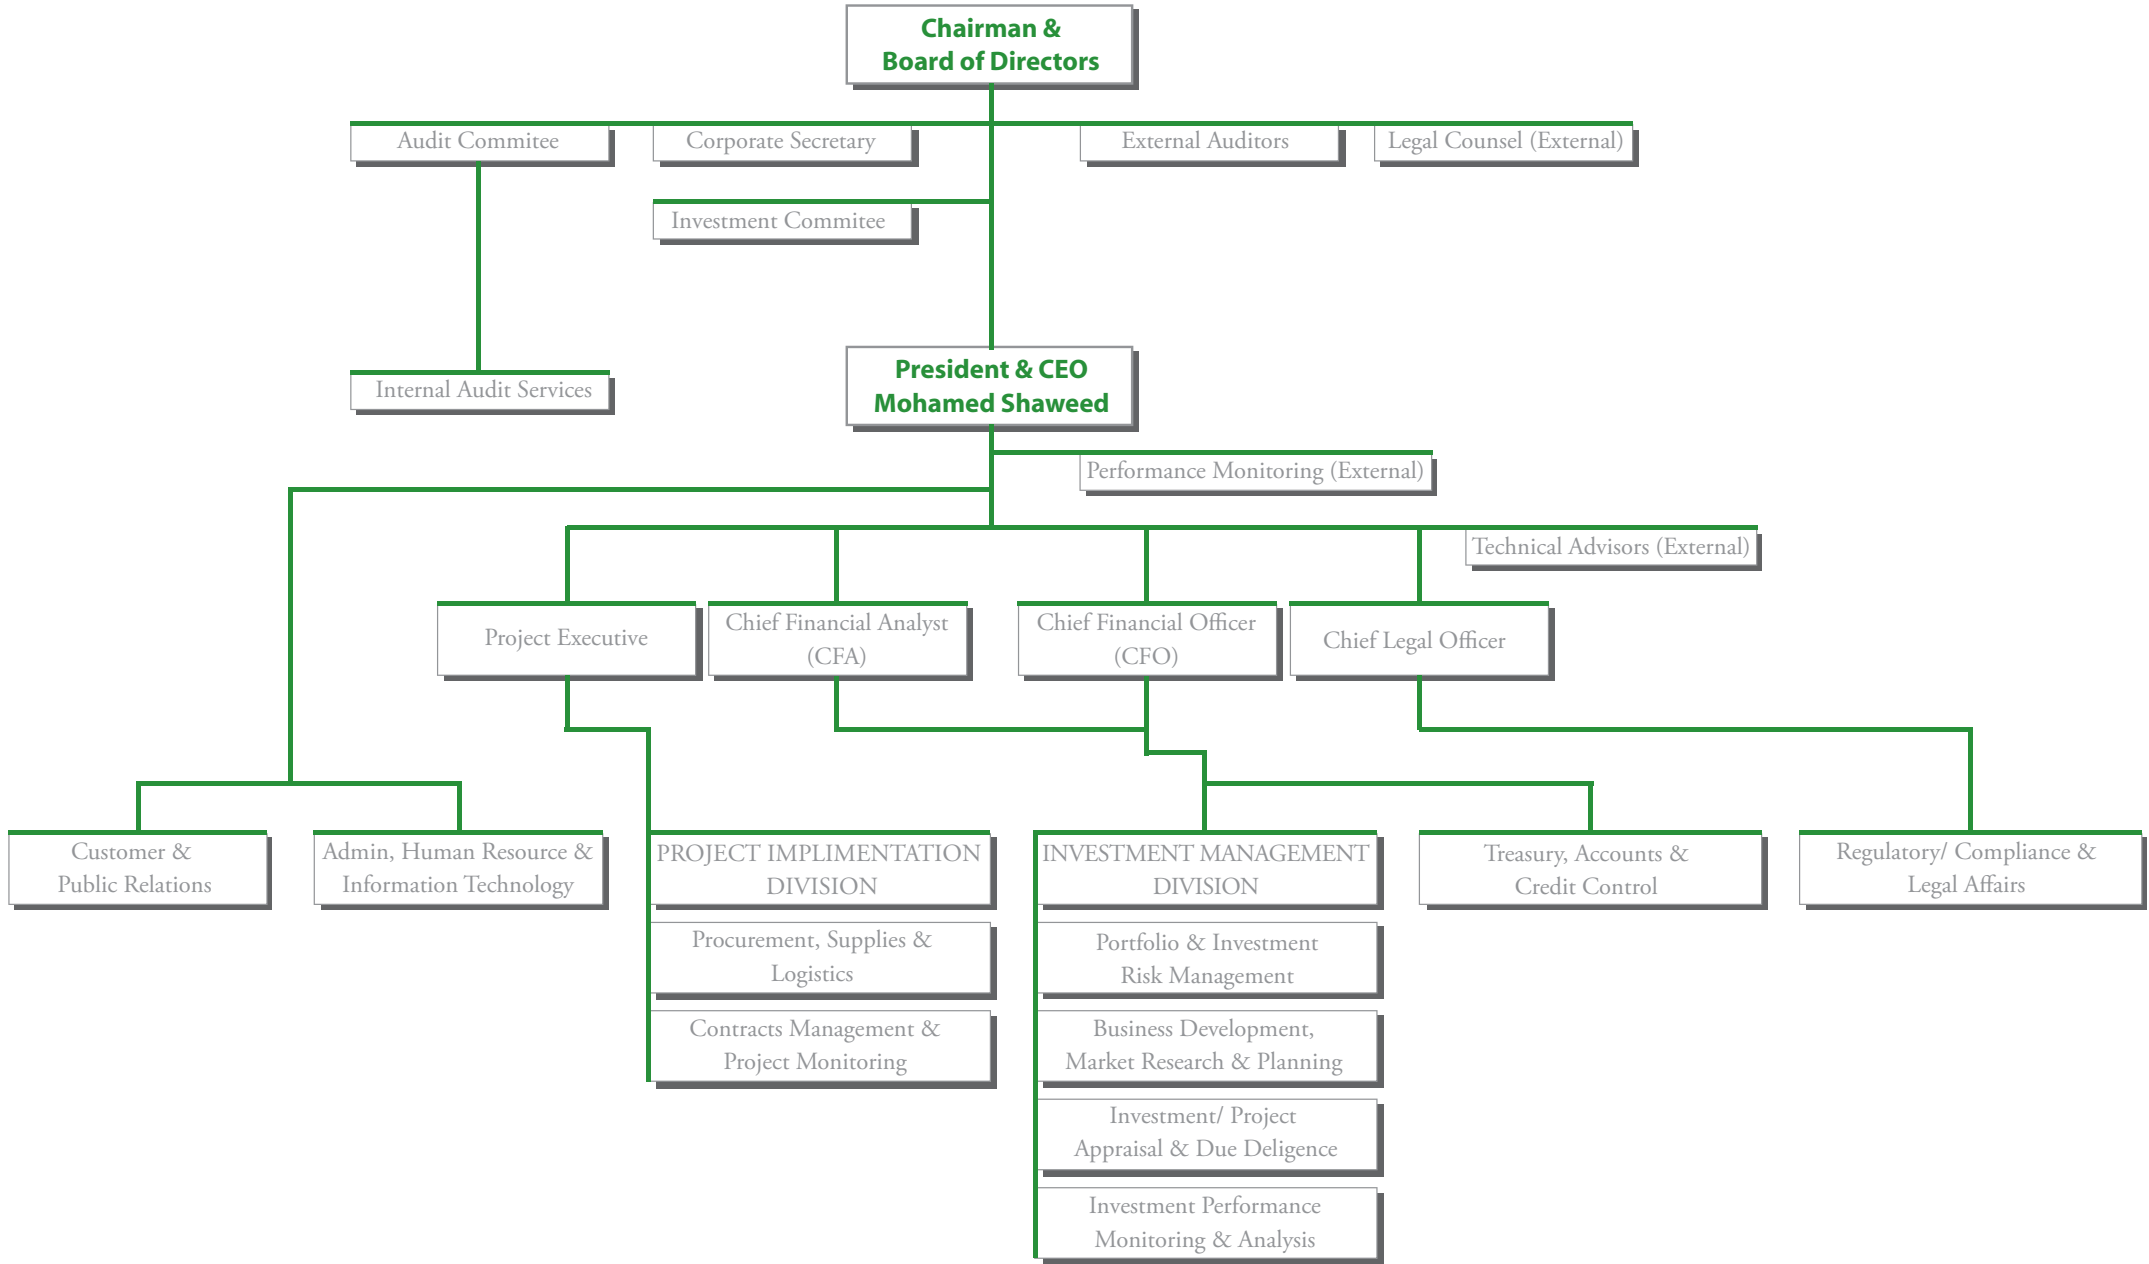 Chairman &
Board of Directors
Audit Commitee
Corporate Secretary
External Auditors
Legal Counsel (External)
Investment Commitee
President & CEO
Mohamed Shaweed
Internal Audit Services
Performance Monitoring (External)
Technical Advisors (External)
Project Executive
Chief Financial Analyst
(CFA)
Chief Financial Officer
(CFO)
Chief Legal Officer
Customer &
Public Relations
Admin, Human Resource &
Information Technology
PROJECT IMPLIMENTATION
DIVISION
INVESTMENT MANAGEMENT
DIVISION
Treasury, Accounts &
Credit Control
Regulatory/ Compliance &
Legal Affairs
Procurement, Supplies &
Logistics
Portfolio & Investment
Risk Management
Contracts Management &
Project Monitoring
Business Development,
Market Research & Planning
Investment/ Project
Appraisal & Due Deligence
Investment Performance
Monitoring & Analysis